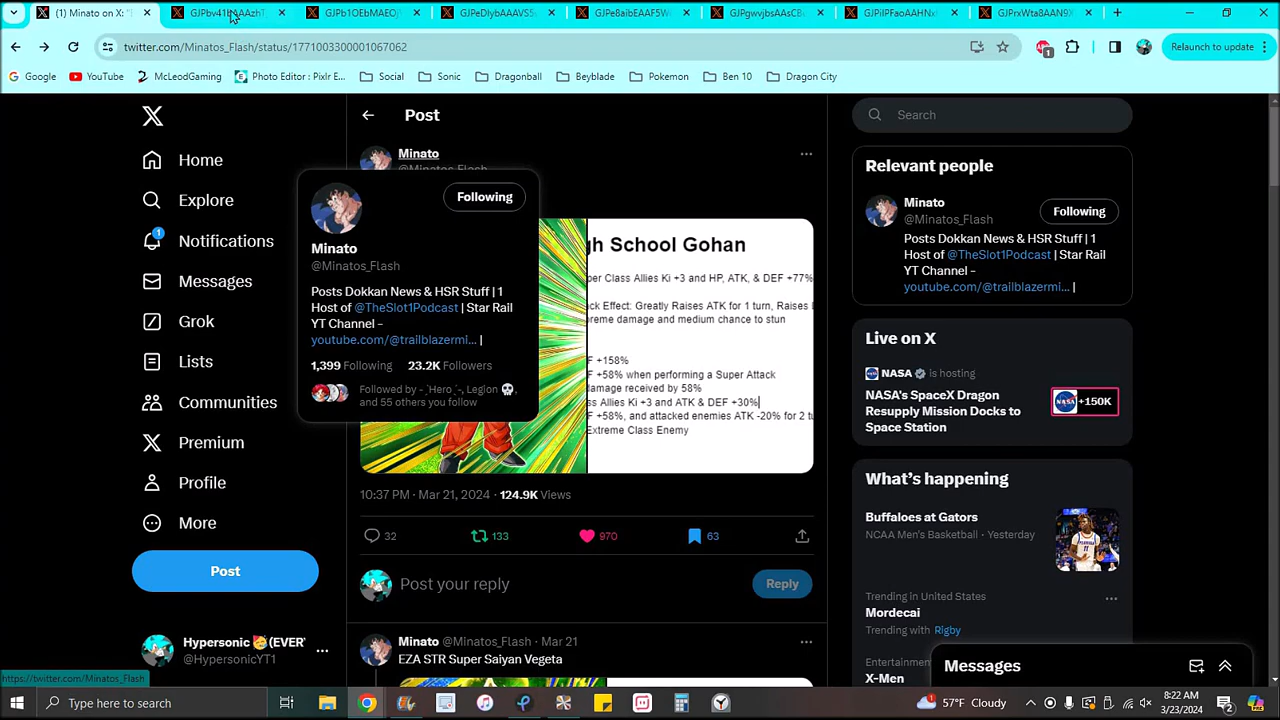 (1) Minato on X: "
GJPbv41bAAAzhT
GJPb1OEbMAEOj
GJPeDIybAAAVS5
GJPe8aibEAAF5W
GJPgwvjbsAAsCB
GJPilPFaoAAHNx
GJPrxWta8AAN9
twitter.com/Minatos_Flash/status/1771003300001067062
1
Relaunch to update
Google
YouTube
McLeodGaming
Photo Editor : Pixlr E...
Social
Sonic
Dragonball
Beyblade
Pokemon
Ben 10
Dragon City
Home
Explore
1
Notifications
Messages
Grok
Lists
Communities
Premium
Profile
More
Post
Hypersonic (EVER
@HypersonicYT1
https://twitter.com/Minatos_Flash
Post
Minato
@Minatos_Flash
Following
Minato
@Minatos_Flash
Posts Dokkan News & HSR Stuff | 1
Host of @TheSlot1Podcast | Star Rail
YT Channel -
youtube.com/@trailblazermi... |
1,399 Following 23.2K Followers
Followed by - ̗̀Hero ̖́-, Legion
and 55 others you follow
gh School Gohan
per Class Allies Ki +3 and HP, ATK, & DEF +77%
ck Effect: Greatly Raises ATK for 1 turn, Raises
reme damage and medium chance to stun
F +158%
F +58% when performing a Super Attack
damage received by 58%
ss Allies Ki +3 and ATK & DEF +30%
F +58%, and attacked enemies ATK -20% for 2 tu
Extreme Class Enemy
10:37 PM · Mar 21, 2024 · 124.9K Views
32
133
970
63
Post your reply
Reply
Minato @Minatos_Flash · Mar 21
EZA STR Super Saiyan Vegeta
Search
Relevant people
Minato
@Minatos_Flash
Following
Posts Dokkan News & HSR Stuff | 1
Host of @TheSlot1Podcast | Star Rail
YT Channel -
youtube.com/@trailblazermi... |
Live on X
NASA is hosting
NASA's SpaceX Dragon
Resupply Mission Docks to
Space Station
NASA
+150K
What's happening
Buffaloes at Gators
NCAA Men's Basketball · Yesterday
Trending in United States
Mordecai
Trending with Rigby
Entertainment
X-Men
Messages
Type here to search
57°F Cloudy
8:22 AM
3/23/2024
2